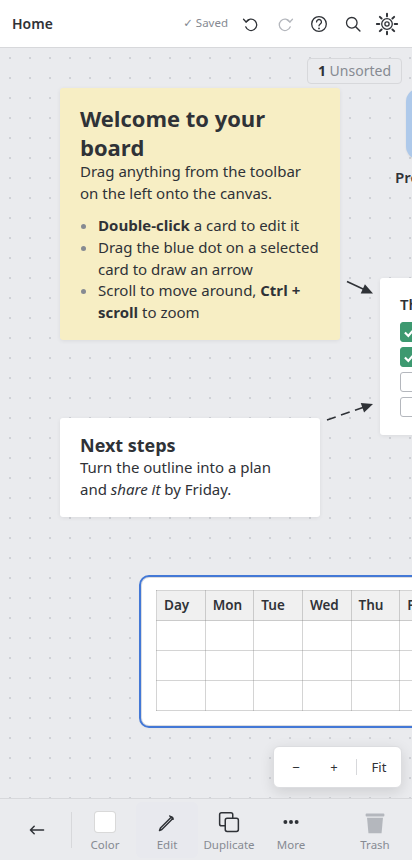 Home
✓ Saved
1 Unsorted
Welcome to your
board
Drag anything from the toolbar
on the left onto the canvas.
• Double-click a card to edit it
• Drag the blue dot on a selected
card to draw an arrow
• Scroll to move around, Ctrl +
scroll to zoom
Next steps
Turn the outline into a plan
and share it by Friday.
Day Mon Tue Wed Thu
− + Fit
Color Edit Duplicate More Trash